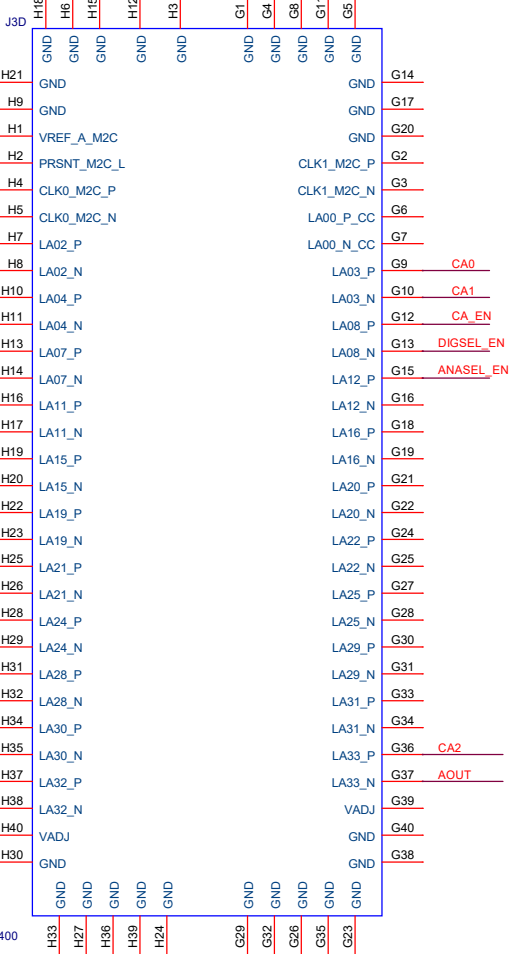 J3D
H18 H6 H15 H12 H3 G1 G4 G8 G11 G5
GND GND GND GND GND GND GND GND GND GND
H21 GND GND G14
H9 GND GND G17
H1 VREF_A_M2C GND G20
H2 PRSNT_M2C_L CLK1_M2C_P G2
H4 CLK0_M2C_P CLK1_M2C_N G3
H5 CLK0_M2C_N LA00_P_CC G6
H7 LA02_P LA00_N_CC G7
H8 LA02_N LA03_P G9 CA0
H10 LA04_P LA03_N G10 CA1
H11 LA04_N LA08_P G12 CA_EN
H13 LA07_P LA08_N G13 DIGSEL_EN
H14 LA07_N LA12_P G15 ANASEL_EN
H16 LA11_P LA12_N G16
H17 LA11_N LA16_P G18
H19 LA15_P LA16_N G19
H20 LA15_N LA20_P G21
H22 LA19_P LA20_N G22
H23 LA19_N LA22_P G24
H25 LA21_P LA22_N G25
H26 LA21_N LA25_P G27
H28 LA24_P LA25_N G28
H29 LA24_N LA29_P G30
H31 LA28_P LA29_N G31
H32 LA28_N LA31_P G33
H34 LA30_P LA31_N G34
H35 LA30_N LA33_P G36 CA2
H37 LA32_P LA33_N G37 AOUT
H38 LA32_N VADJ G39
H40 VADJ GND G40
H30 GND GND G38
GND GND GND GND GND GND GND GND GND GND
H33 H27 H36 H39 H24 G29 G32 G26 G35 G23
400